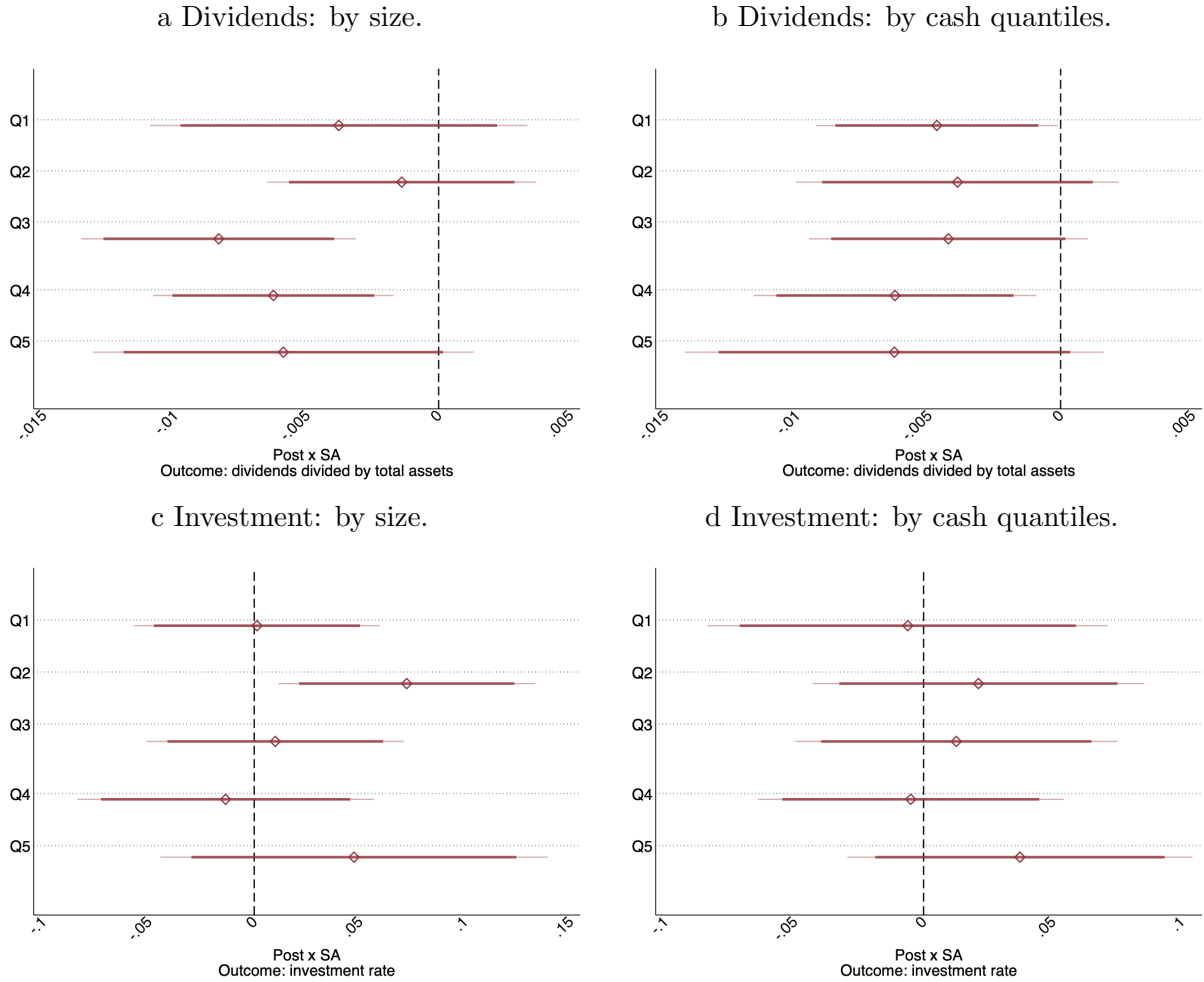 a Dividends: by size.
Q1
Q2
Q3
Q4
Q5
-.015
-.01
-.005
0
.005
Post x SA
Outcome: dividends divided by total assets
b Dividends: by cash quantiles.
Q1
Q2
Q3
Q4
Q5
-.015
-.01
-.005
0
.005
Post x SA
Outcome: dividends divided by total assets
c Investment: by size.
Q1
Q2
Q3
Q4
Q5
-.1
-.05
0
.05
.1
.15
Post x SA
Outcome: investment rate
d Investment: by cash quantiles.
Q1
Q2
Q3
Q4
Q5
-.1
-.05
0
.05
.1
Post x SA
Outcome: investment rate